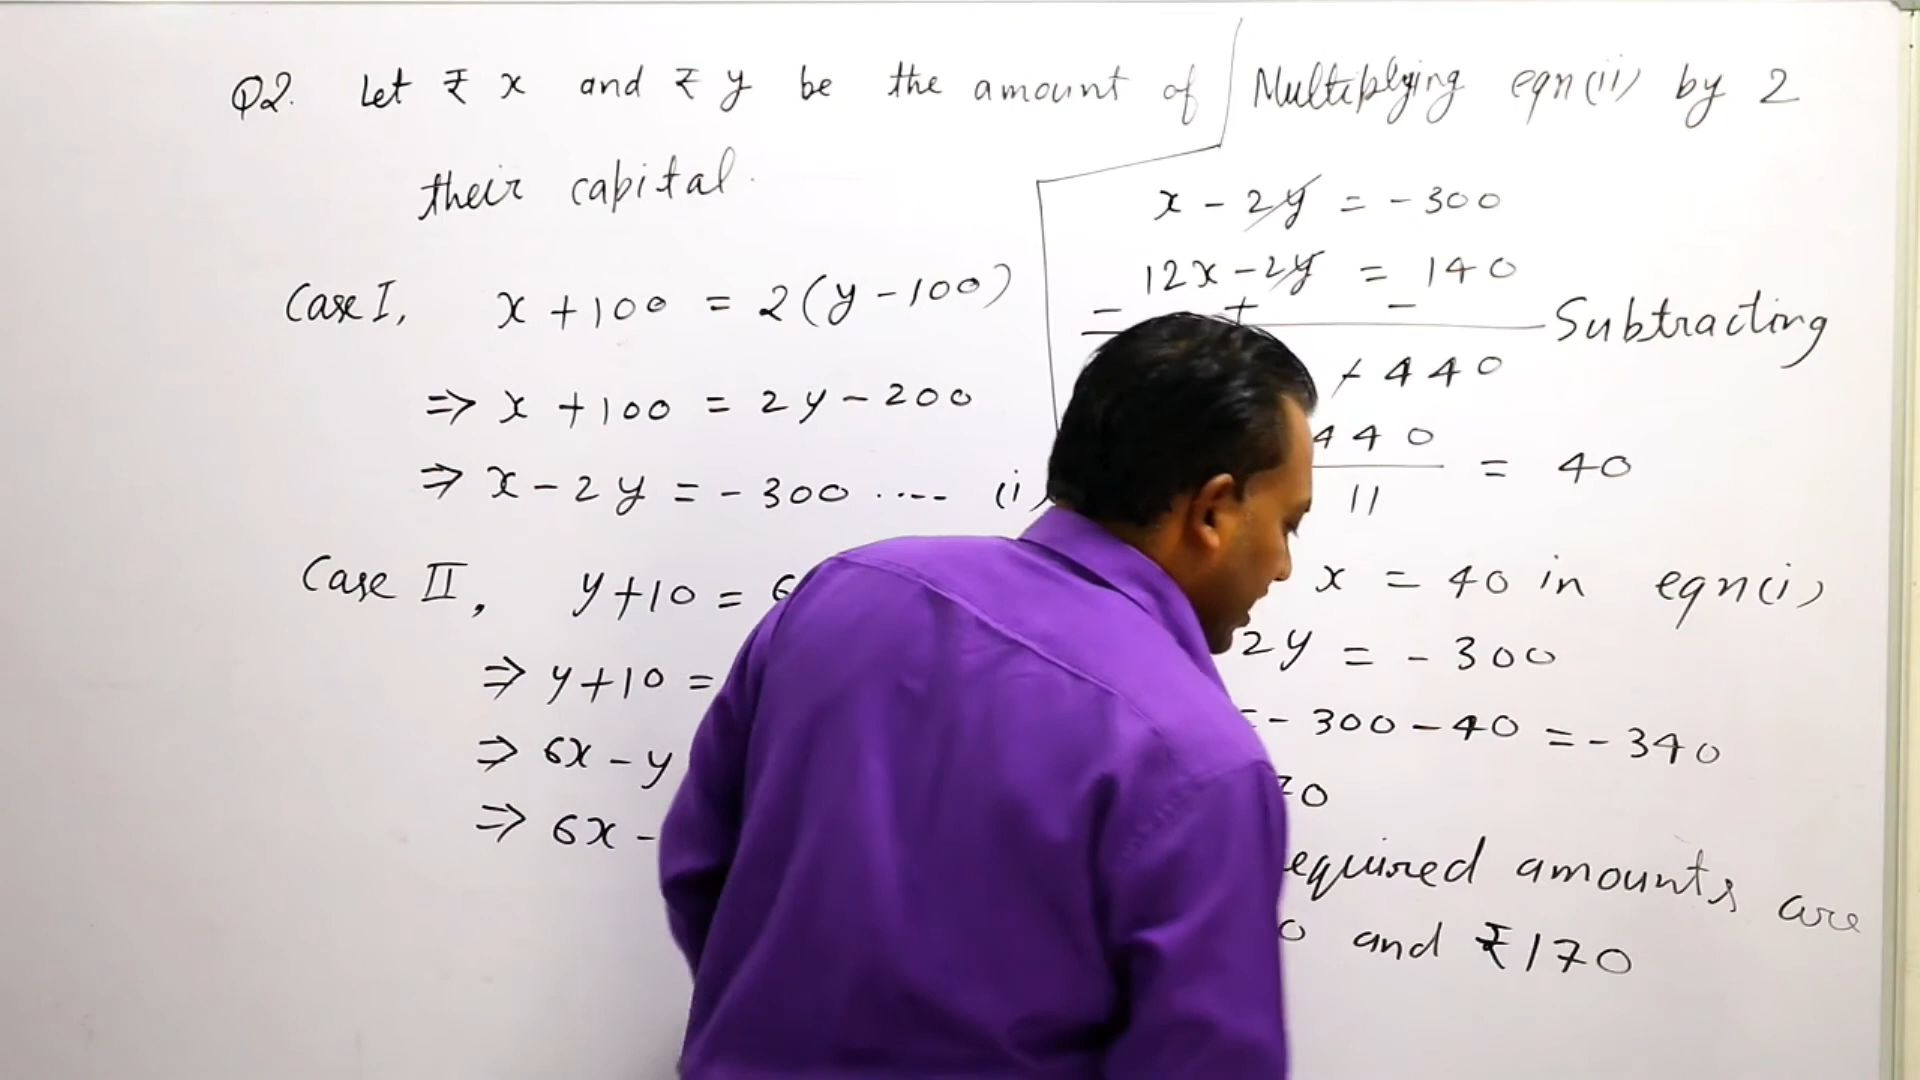 Q2. Let ₹ x and ₹ y be the amount of
their capital.
Case I, x + 100 = 2(y - 100)
⇒ x + 100 = 2y - 200
⇒ x - 2y = - 300 ---- (i)
Case II, y + 10 = 6
⇒ y + 10 =
⇒ 6x - y
⇒ 6x -
Multiplying eqn(ii) by 2
x - 2y = - 300
12x - 2y = 140
- + - Subtracting
+ 440
440
= 40
11
x = 40 in eqn(i)
2y = - 300
= - 300 - 40 = - 340
70
equired amounts are
0 and ₹170